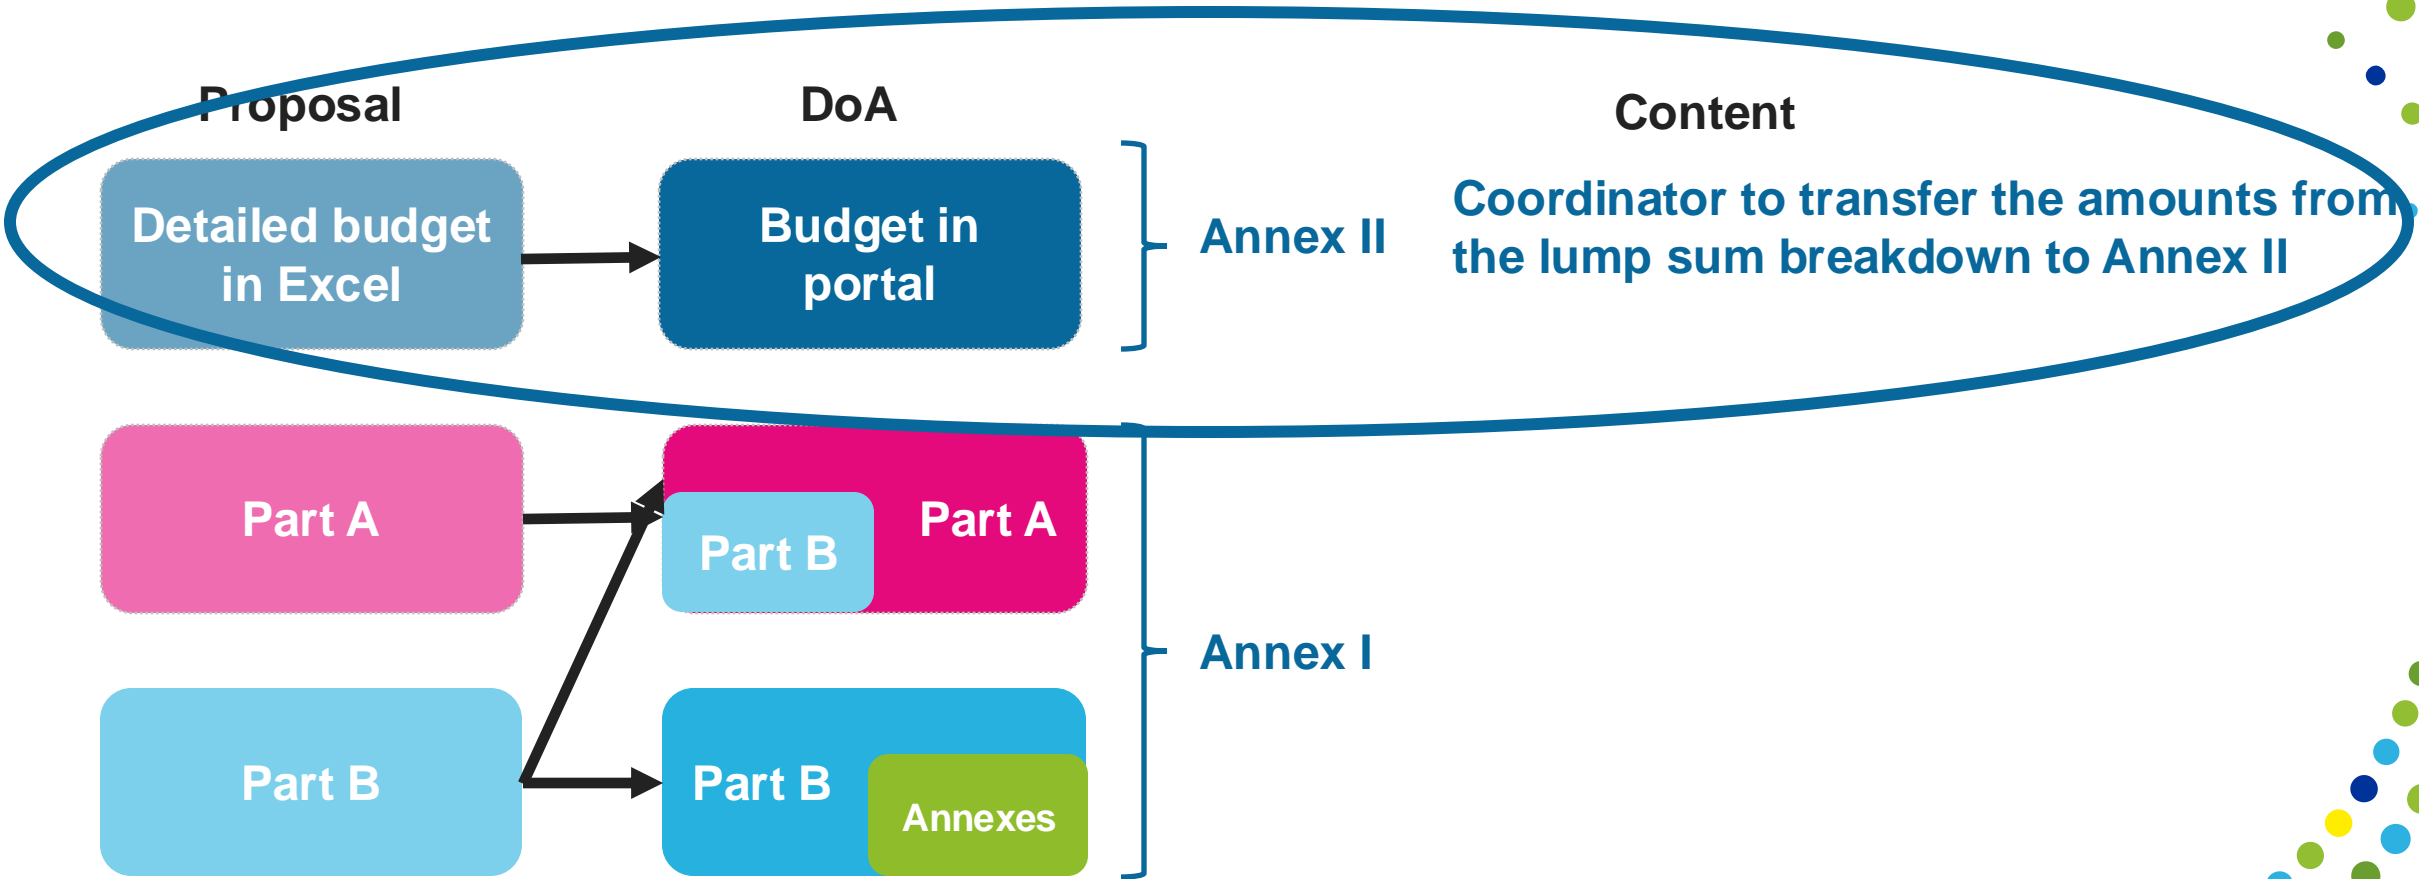 Proposal
DoA
Content
Detailed budget
in Excel
Budget in
portal
Annex II
Coordinator to transfer the amounts from
the lump sum breakdown to Annex II
Part A
Part B
Part A
Annex I
Part B
Part B
Annexes